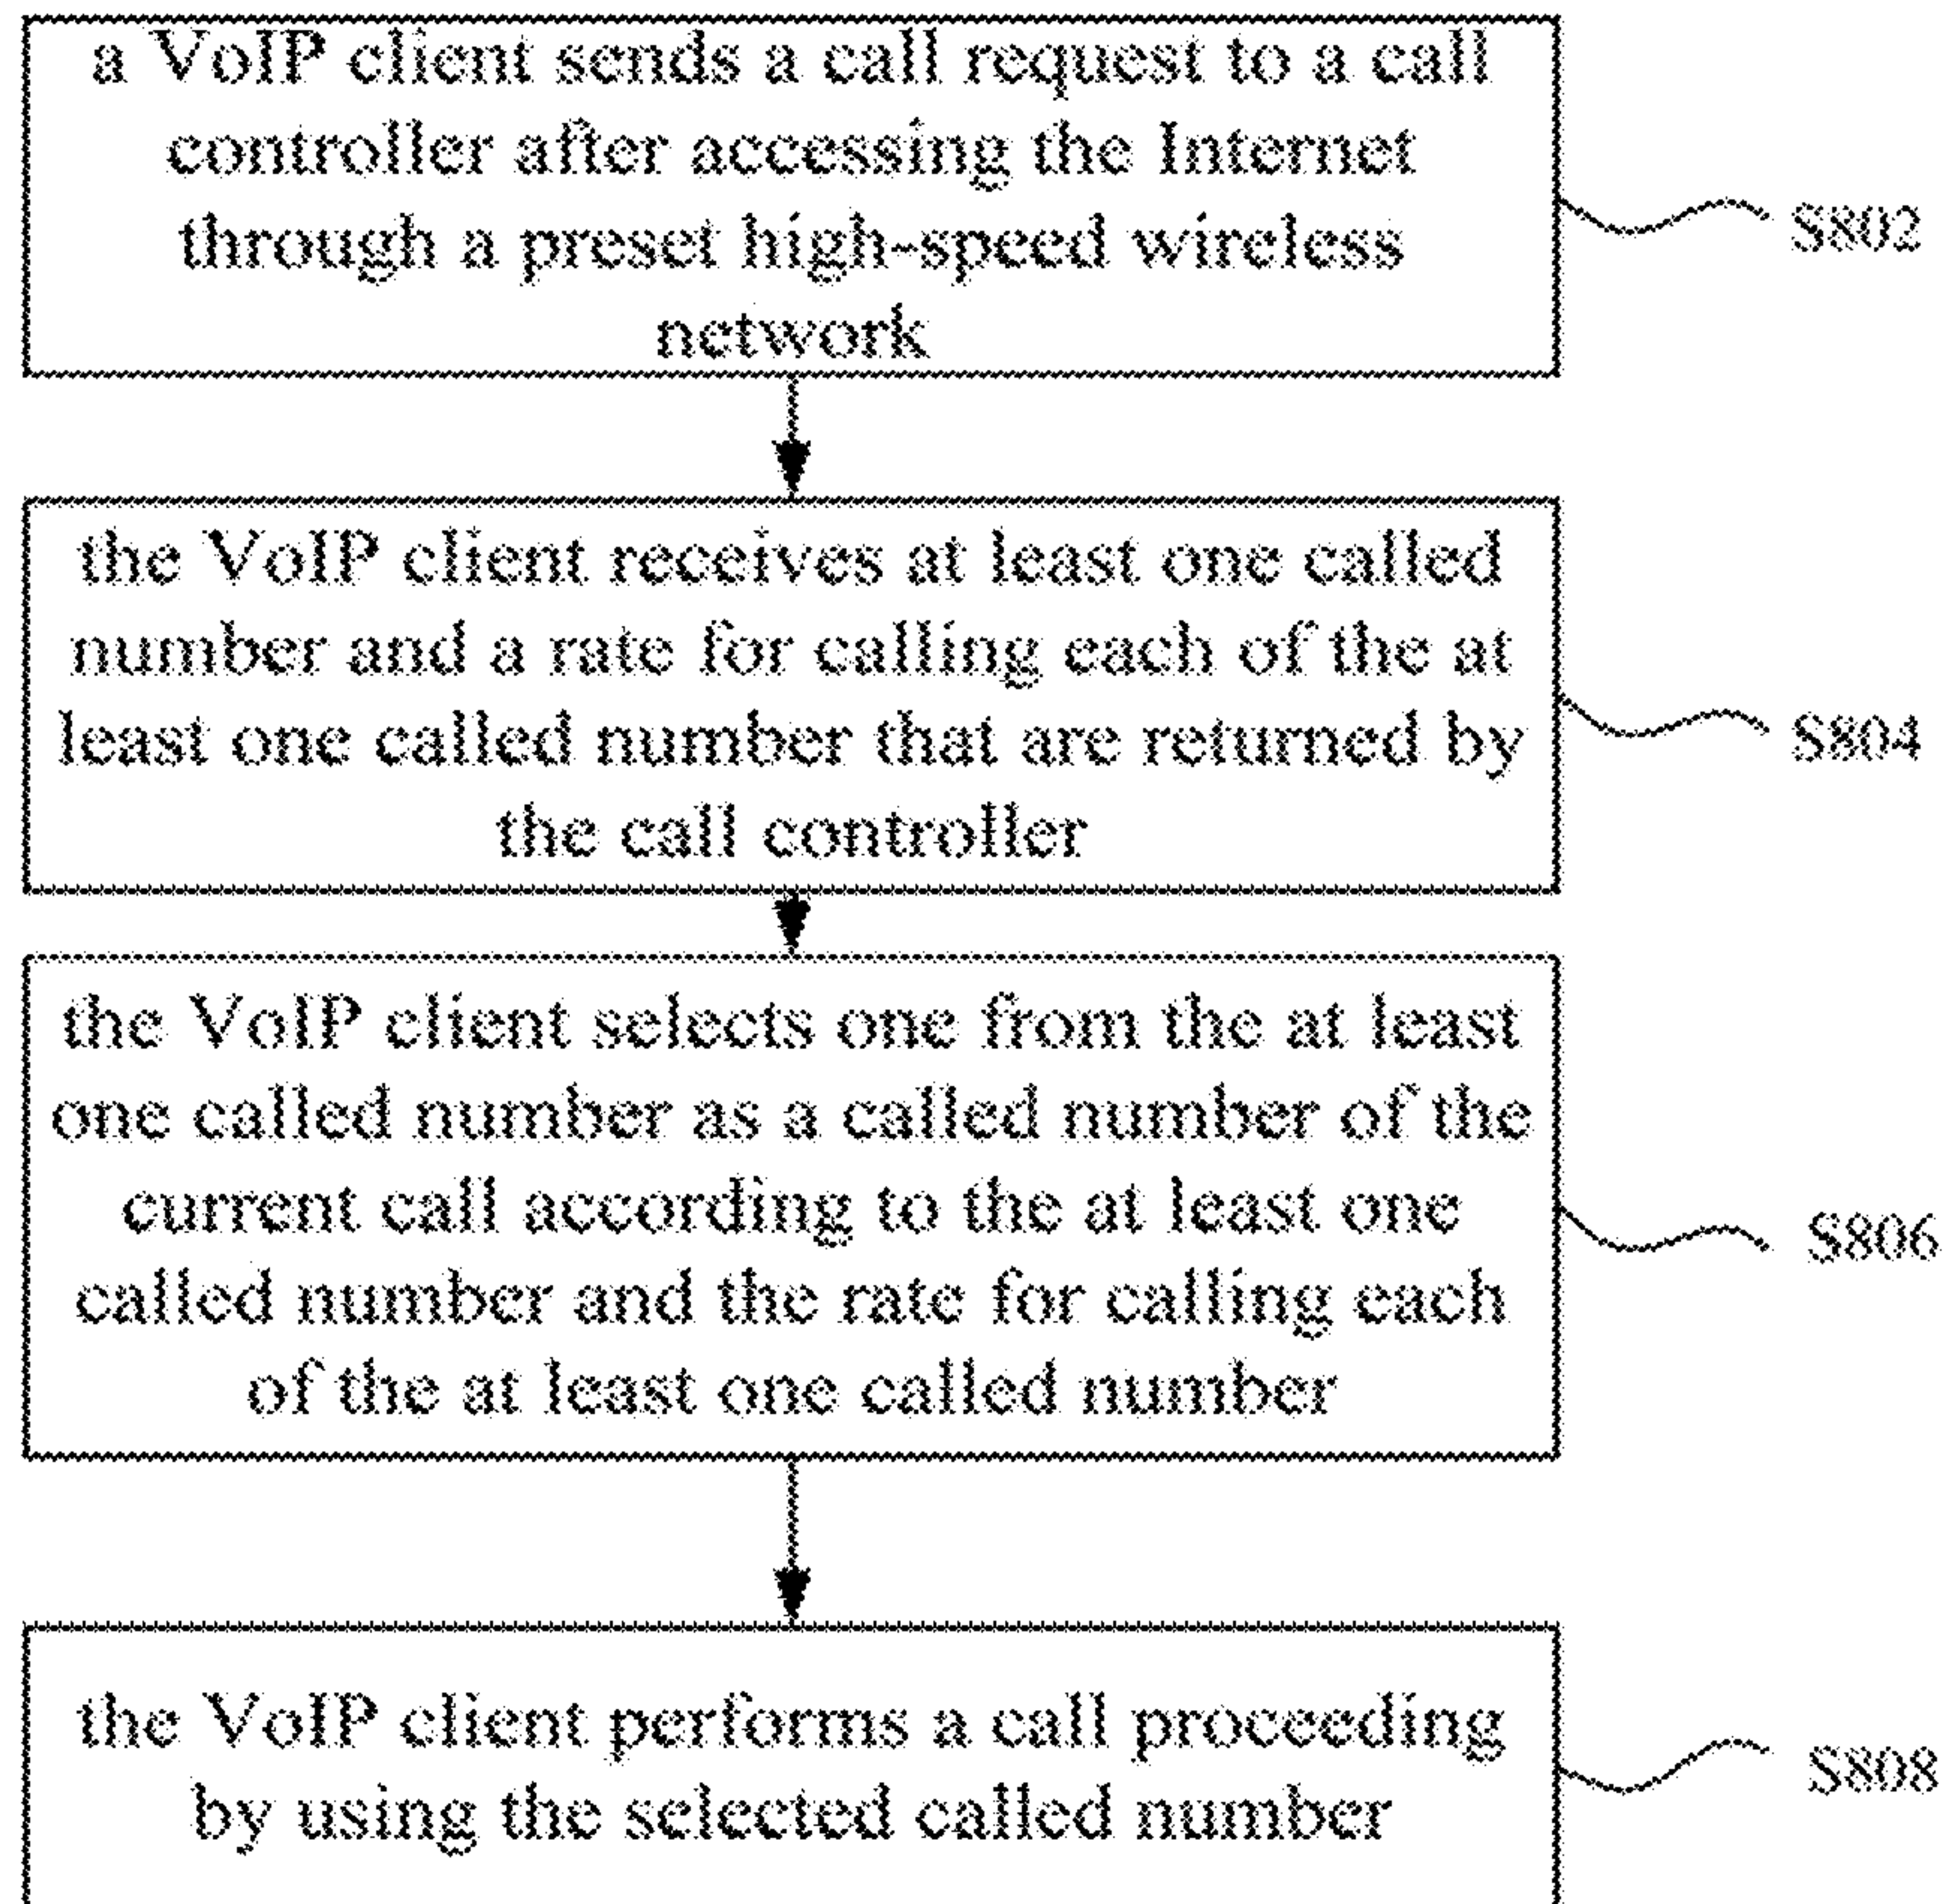 a VoIP client sends a call request to a call
controller after accessing the Internet
through a preset high-speed wireless
network
S802
the VoIP client receives at least one called
number and a rate for calling each of the at
least one called number that are returned by
the call controller
S804
the VoIP client selects one from the at least
one called number as a called number of the
current call according to the at least one
called number and the rate for calling each
of the at least one called number
S806
the VoIP client performs a call proceeding
by using the selected called number
S808